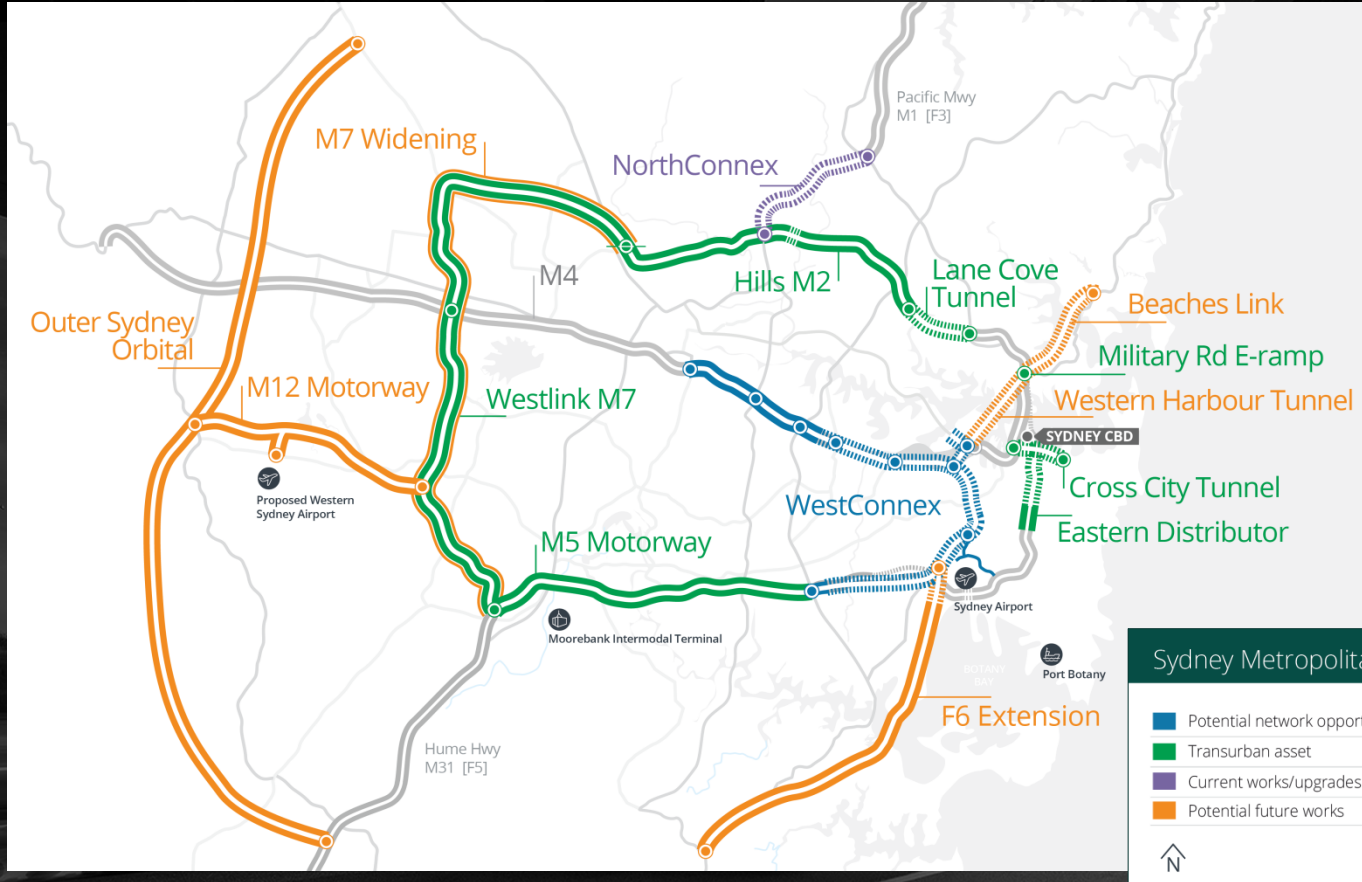 Pacific Mwy
M1 [F3]
M7 Widening
NorthConnex
M4
Hills M2
Lane Cove
Tunnel
Beaches Link
Outer Sydney
Orbital
Military Rd E-ramp
M12 Motorway
Westlink M7
Western Harbour Tunnel
SYDNEY CBD
Proposed Western
Sydney Airport
WestConnex
Cross City Tunnel
Eastern Distributor
M5 Motorway
Sydney Airport
Moorebank Intermodal Terminal
BOTANY
BAY
Port Botany
F6 Extension
Hume Hwy
M31 [F5]
Sydney Metropolita
Potential network oppor
Transurban asset
Current works/upgrades
Potential future works
N